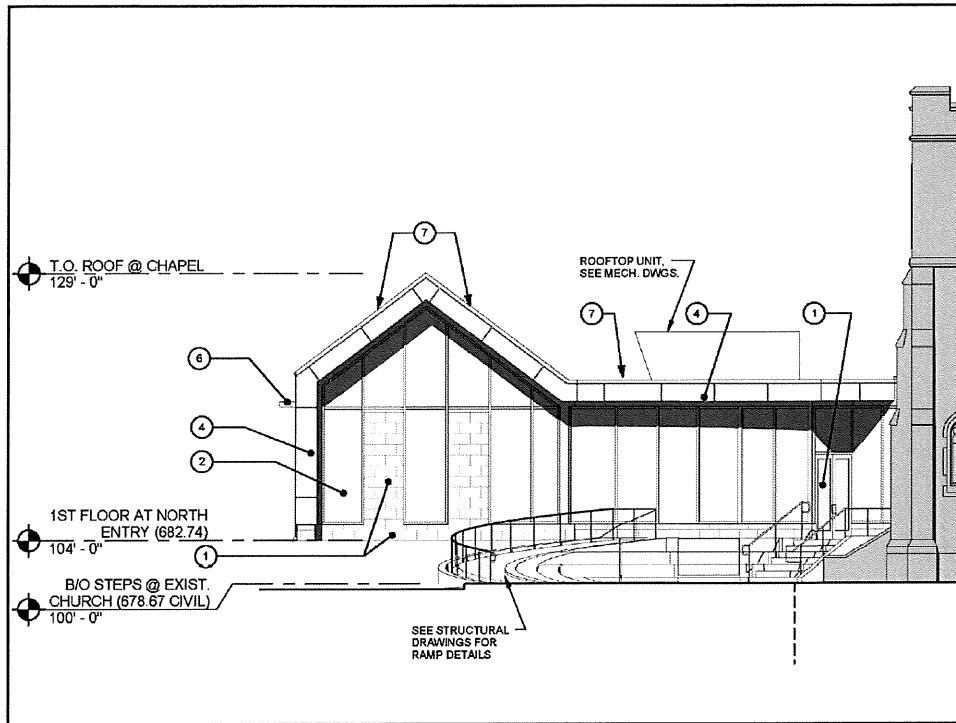 7
T.O. ROOF @ CHAPEL
129' - 0"
ROOFTOP UNIT,
SEE MECH. DWGS.
7
4
1
6
4
2
1ST FLOOR AT NORTH
ENTRY (682.74)
104' - 0"
1
B/O STEPS @ EXIST.
CHURCH (678.67 CIVIL)
100' - 0"
SEE STRUCTURAL
DRAWINGS FOR
RAMP DETAILS